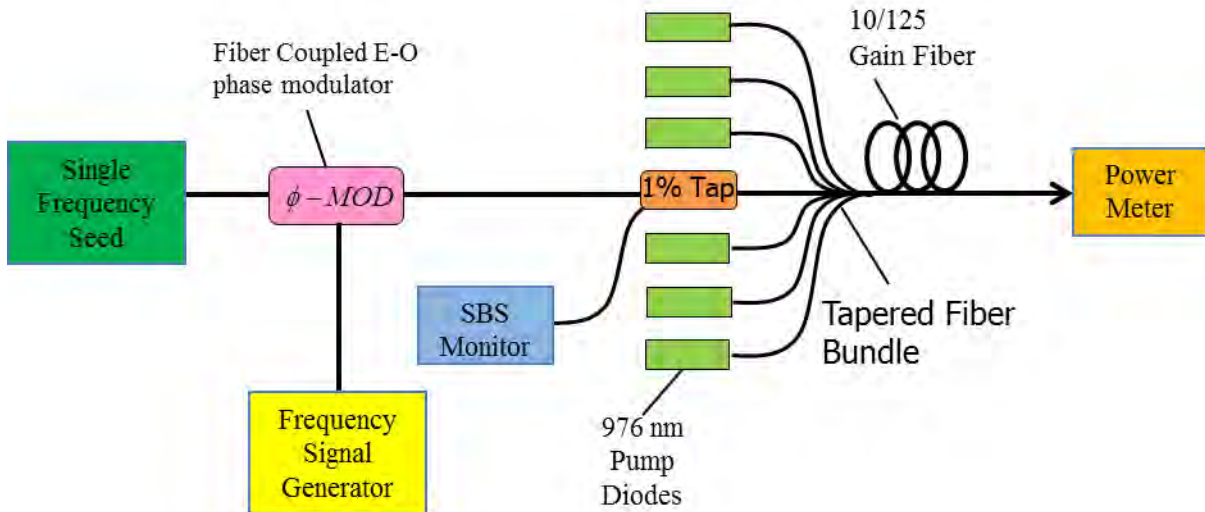 Fiber Coupled E-O
phase modulator
10/125
Gain Fiber
Single
Frequency
Seed
ϕ – MOD
1% Tap
Power
Meter
SBS
Monitor
Tapered Fiber
Bundle
Frequency
Signal
Generator
976 nm
Pump
Diodes